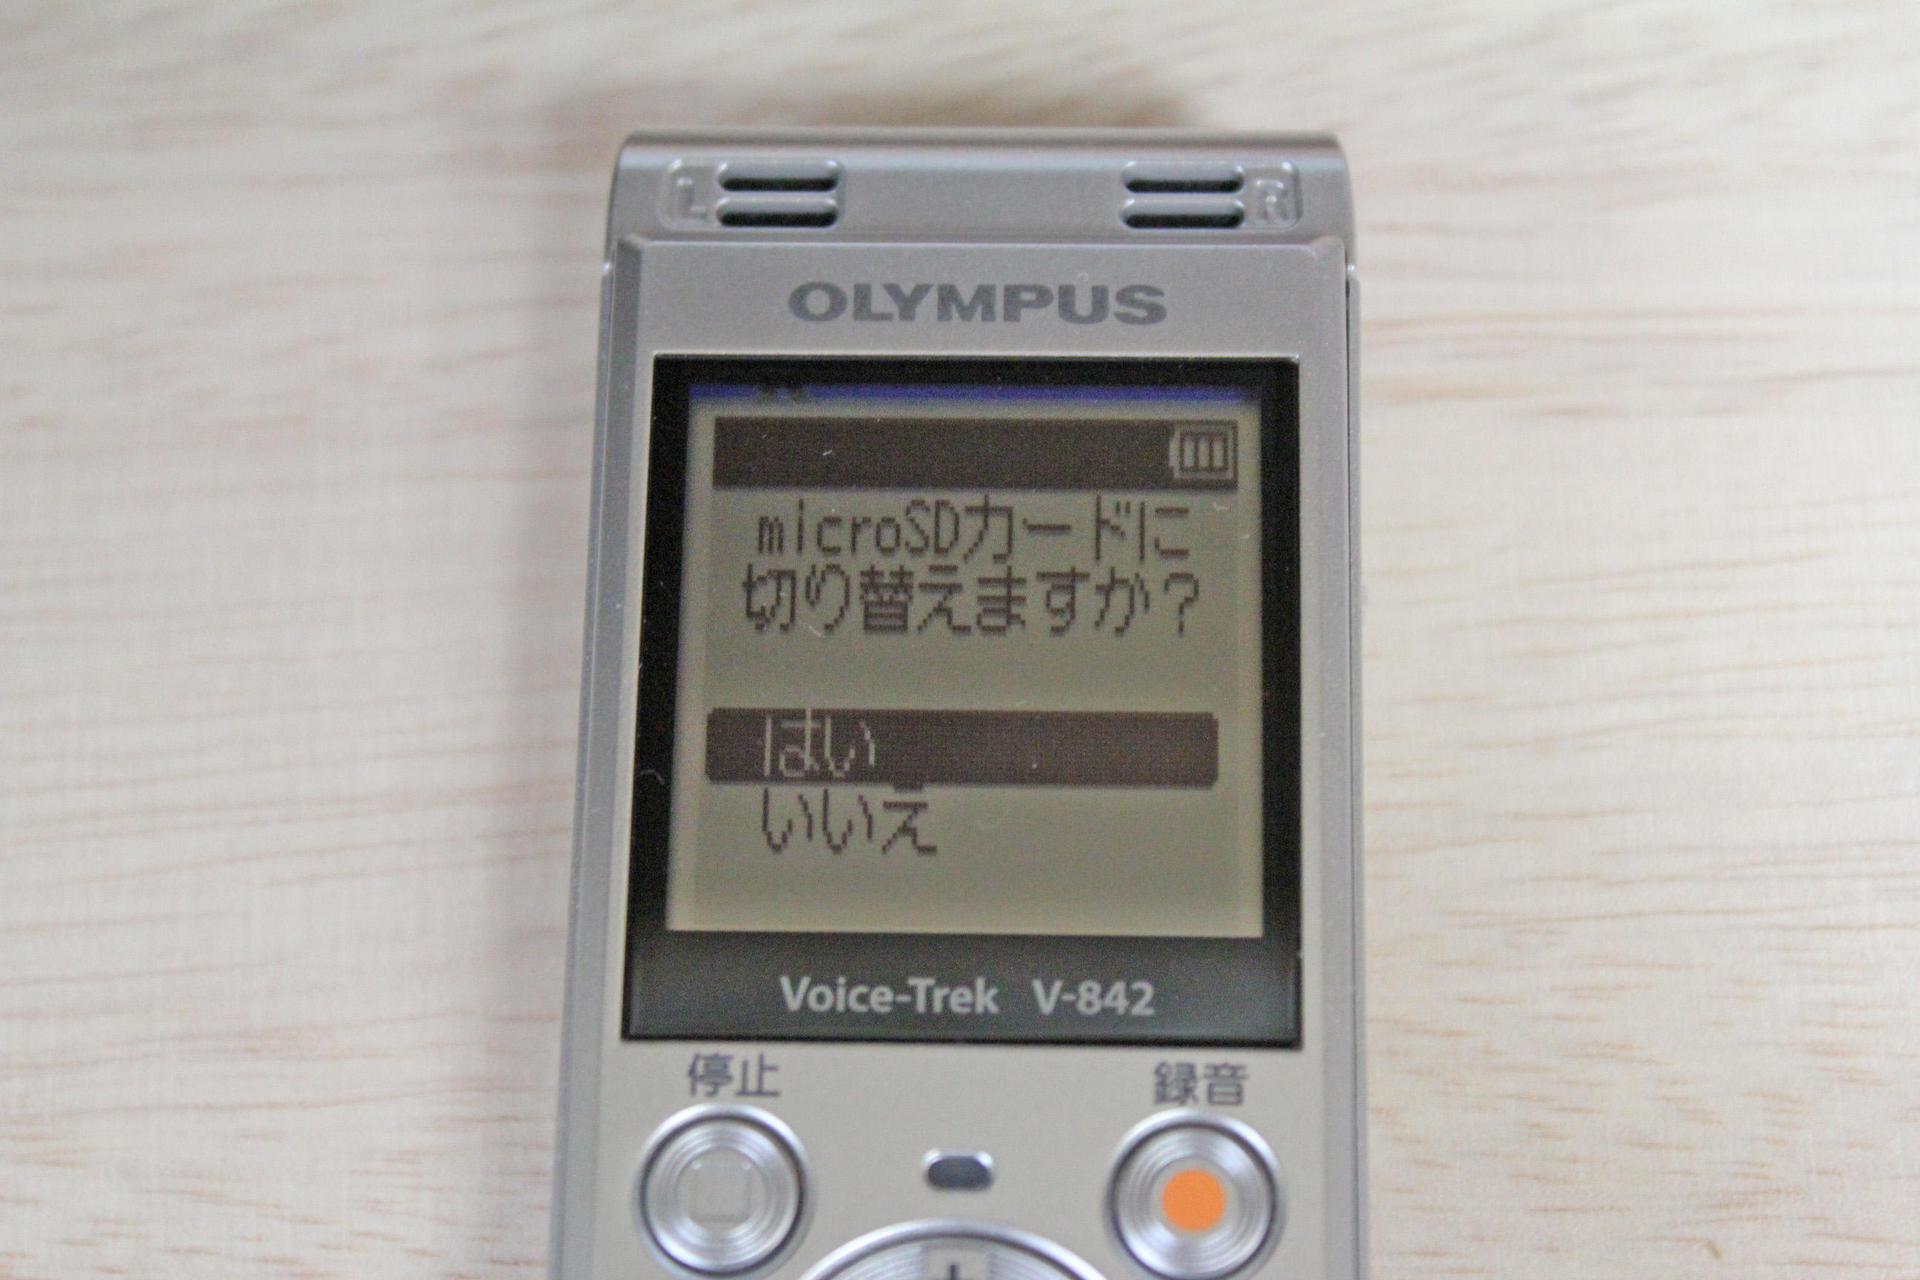 L R
OLYMPUS
microSDカードに
切り替えますか？
はい
いいえ
Voice-Trek V-842
停止 録音